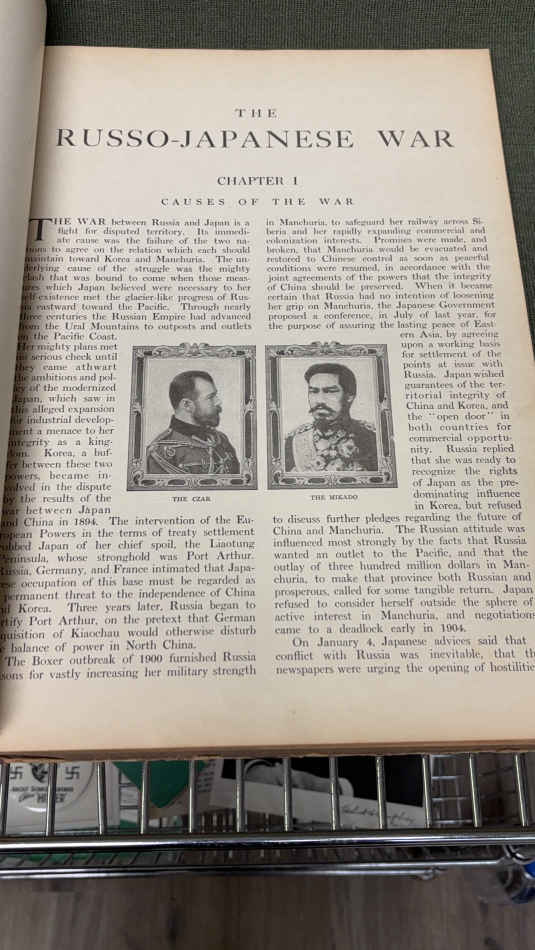 THE
RUSSO-JAPANESE WAR
CHAPTER I
CAUSES OF THE WAR
THE WAR between Russia and Japan is a
fight for disputed territory. Its immedi-
ate cause was the failure of the two na-
tions to agree on the relation which each should
maintain toward Korea and Manchuria. The un-
derlying cause of the struggle was the mighty
clash that was bound to come when those meas-
ures which Japan believed were necessary to her
self-existence met the glacier-like progress of Rus-
sia eastward toward the Pacific. Through nearly
three centuries the Russian Empire had advanced
from the Ural Mountains to outposts and outlets
on the Pacific Coast.
Her mighty plans met
no serious check until
they came athwart
the ambitions and pol-
icy of the modernized
Japan, which saw in
this alleged expansion
for industrial develop-
ment a menace to her
integrity as a king-
dom. Korea, a buf-
fer between these two
powers, became in-
volved in the dispute
by the results of the
war between Japan
and China in 1894. The intervention of the Eu-
ropean Powers in the terms of treaty settlement
robbed Japan of her chief spoil, the Liaotung
Peninsula, whose stronghold was Port Arthur.
Russia, Germany, and France intimated that Japa-
nese occupation of this base must be regarded as
permanent threat to the independence of China
and Korea. Three years later, Russia began to
fortify Port Arthur, on the pretext that German
acquisition of Kiaochau would otherwise disturb
the balance of power in North China.
The Boxer outbreak of 1900 furnished Russia
reasons for vastly increasing her military strength
THE CZAR
THE MIKADO
in Manchuria, to safeguard her railway across Si-
beria and her rapidly expanding commercial and
colonization interests. Promises were made, and
broken, that Manchuria would be evacuated and
restored to Chinese control as soon as peaceful
conditions were resumed, in accordance with the
joint agreements of the powers that the integrity
of China should be preserved. When it became
certain that Russia had no intention of loosening
her grip on Manchuria, the Japanese Government
proposed a conference, in July of last year, for
the purpose of assuring the lasting peace of East-
ern Asia, by agreeing
upon a working basis
for settlement of the
points at issue with
Russia. Japan wished
guarantees of the ter-
ritorial integrity of
China and Korea, and
the "open door" in
both countries for
commercial opportu-
nity. Russia replied
that she was ready to
recognize the rights
of Japan as the pre-
dominating influence
in Korea, but refused
to discuss further pledges regarding the future of
China and Manchuria. The Russian attitude was
influenced most strongly by the facts that Russia
wanted an outlet to the Pacific, and that the
outlay of three hundred million dollars in Man-
churia, to make that province both Russian and
prosperous, called for some tangible return. Japan
refused to consider herself outside the sphere of
active interest in Manchuria, and negotiations
came to a deadlock early in 1904.
On January 4, Japanese advices said that
conflict with Russia was inevitable, that the
newspapers were urging the opening of hostilities